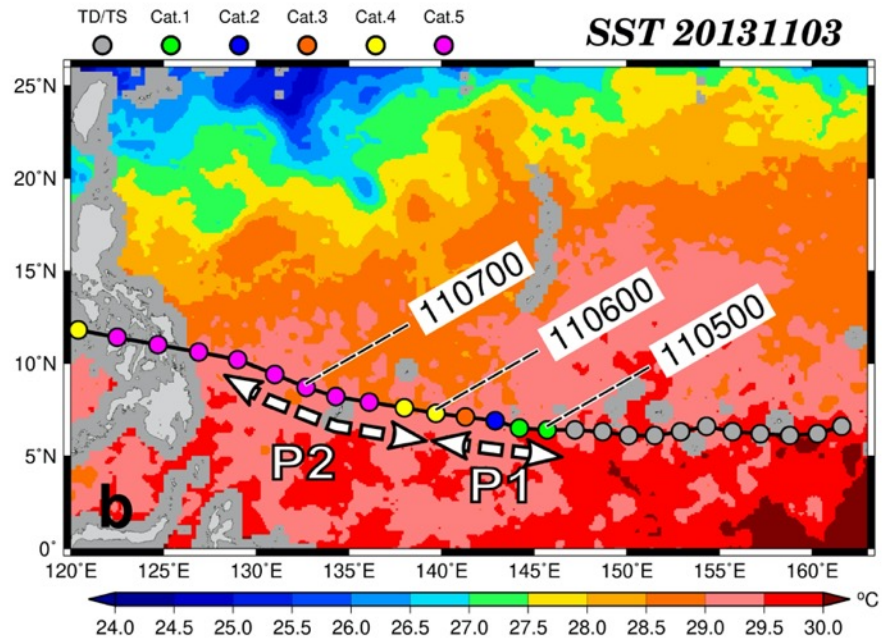 TD/TS Cat.1 Cat.2 Cat.3 Cat.4 Cat.5
SST 20131103
25°N
20°N
15°N
10°N
5°N
0°
110700
110600
110500
P2
P1
b
120°E 125°E 130°E 135°E 140°E 145°E 150°E 155°E 160°E
°C
24.0 24.5 25.0 25.5 26.0 26.5 27.0 27.5 28.0 28.5 29.0 29.5 30.0